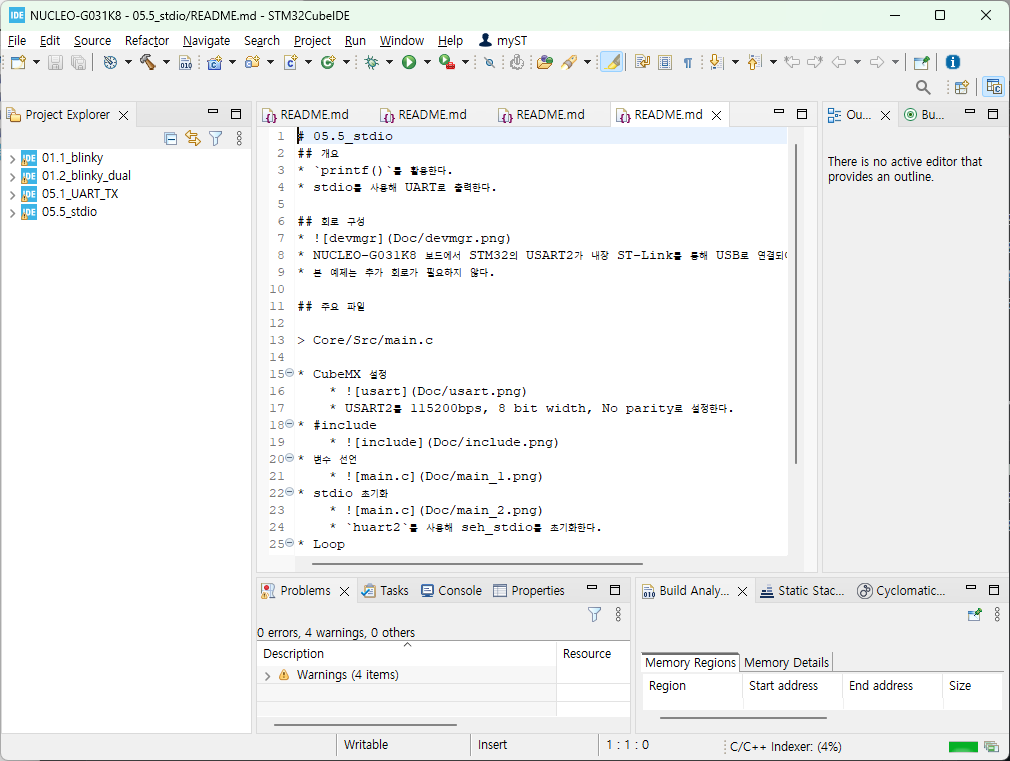 NUCLEO-G031K8 - 05.5_stdio/README.md - STM32CubeIDE
File Edit Source Refactor Navigate Search Project Run Window Help myST
Project Explorer
01.1_blinky
01.2_blinky_dual
05.1_UART_TX
05.5_stdio
README.md README.md README.md README.md
1 # 05.5_stdio
2 ## 개요
3 * `printf()`를 활용한다.
4 * stdio를 사용해 UART로 출력한다.
5
6 ## 회로 구성
7 * ![devmgr](Doc/devmgr.png)
8 * NUCLEO-G031K8 보드에서 STM32의 USART2가 내장 ST-Link를 통해 USB로 연결되
9 * 본 예제는 추가 회로가 필요하지 않다.
10
11 ## 주요 파일
12
13 > Core/Src/main.c
14
15 * CubeMX 설정
16 * ![usart](Doc/usart.png)
17 * USART2를 115200bps, 8 bit width, No parity로 설정한다.
18 * #include
19 * ![include](Doc/include.png)
20 * 변수 선언
21 * ![main.c](Doc/main_1.png)
22 * stdio 초기화
23 * ![main.c](Doc/main_2.png)
24 * `huart2`를 사용해 seh_stdio를 초기화한다.
25 * Loop
Ou... Bu...
There is no active editor that
provides an outline.
Problems Tasks Console Properties
0 errors, 4 warnings, 0 others
Description Resource
Warnings (4 items)
Build Analy... Static Stac... Cyclomatic...
Memory Regions Memory Details
Region Start address End address Size
Writable Insert 1 : 1 : 0 C/C++ Indexer: (4%)